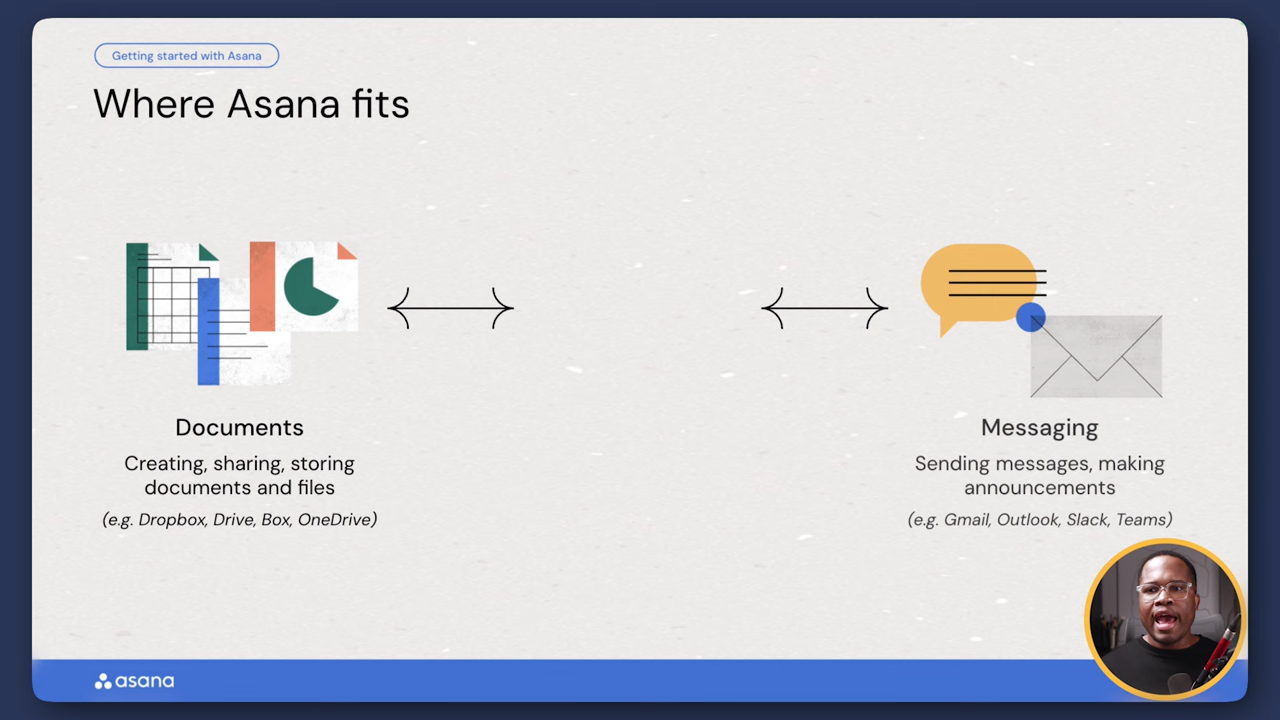 Getting started with Asana
Where Asana fits
Documents
Creating, sharing, storing
documents and files
(e.g. Dropbox, Drive, Box, OneDrive)
Messaging
Sending messages, making
announcements
(e.g. Gmail, Outlook, Slack, Teams)
asana